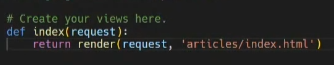 # Create your views here.
def index(request):
    return render(request, 'articles/index.html')